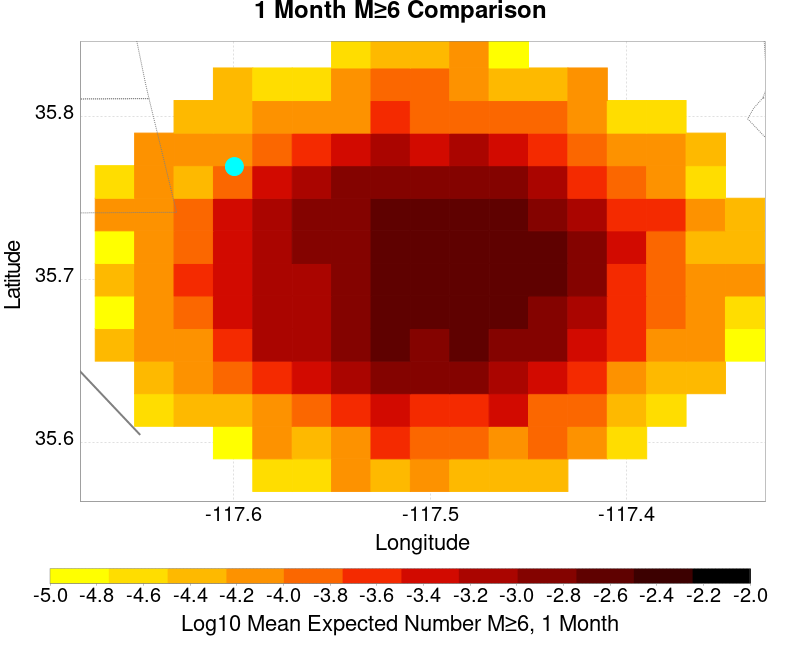 1 Month M≥6 Comparison
35.8
35.7
35.6
Latitude
-117.6 -117.5 -117.4
Longitude
-5.0 -4.8 -4.6 -4.4 -4.2 -4.0 -3.8 -3.6 -3.4 -3.2 -3.0 -2.8 -2.6 -2.4 -2.2 -2.0
Log10 Mean Expected Number M≥6, 1 Month